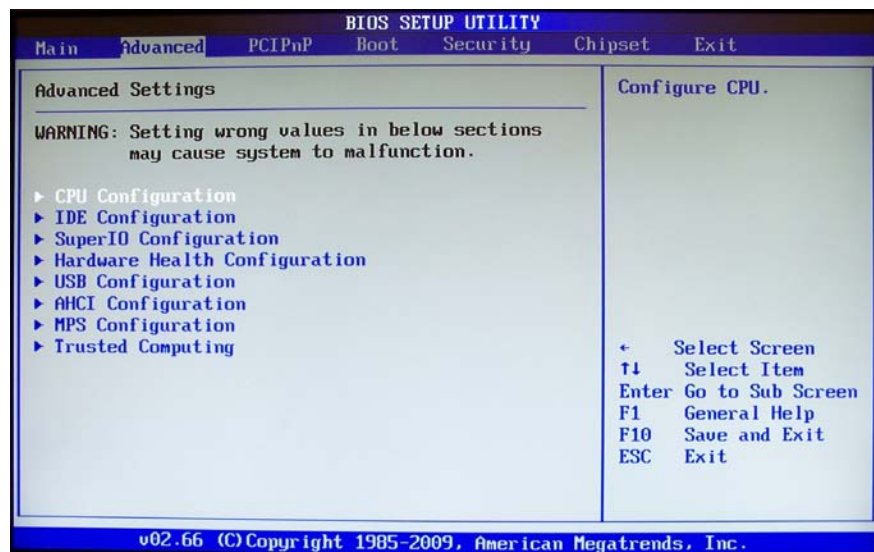 BIOS SETUP UTILITY
Main Advanced PCIPnP Boot Security Chipset Exit
Advanced Settings
WARNING: Setting wrong values in below sections
may cause system to malfunction.
► CPU Configuration
► IDE Configuration
► SuperIO Configuration
► Hardware Health Configuration
► USB Configuration
► AHCI Configuration
► MPS Configuration
► Trusted Computing
Configure CPU.
← Select Screen
↑↓ Select Item
Enter Go to Sub Screen
F1 General Help
F10 Save and Exit
ESC Exit
v02.66 (C)Copyright 1985-2009, American Megatrends, Inc.